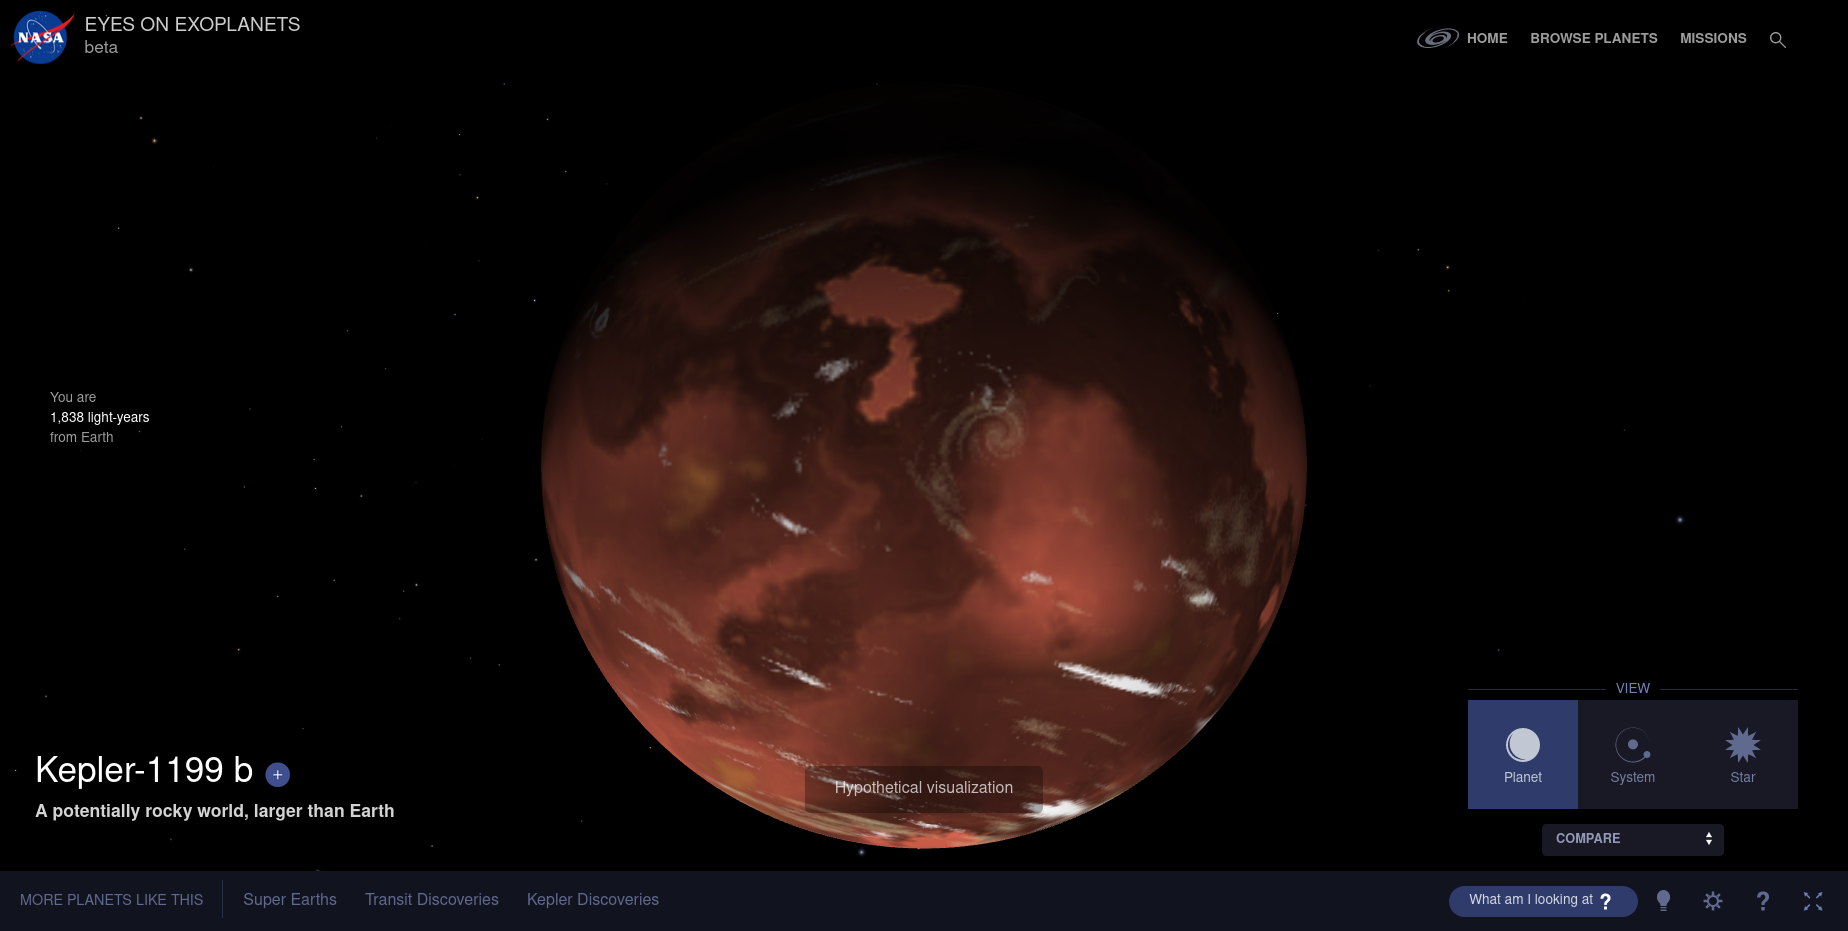 NASA
EYES ON EXOPLANETS
beta
HOME
BROWSE PLANETS
MISSIONS
You are
1,838 light-years
from Earth
Kepler-1199 b +
A potentially rocky world, larger than Earth
Hypothetical visualization
VIEW
Planet
System
Star
COMPARE
MORE PLANETS LIKE THIS
Super Earths
Transit Discoveries
Kepler Discoveries
What am I looking at ?
?